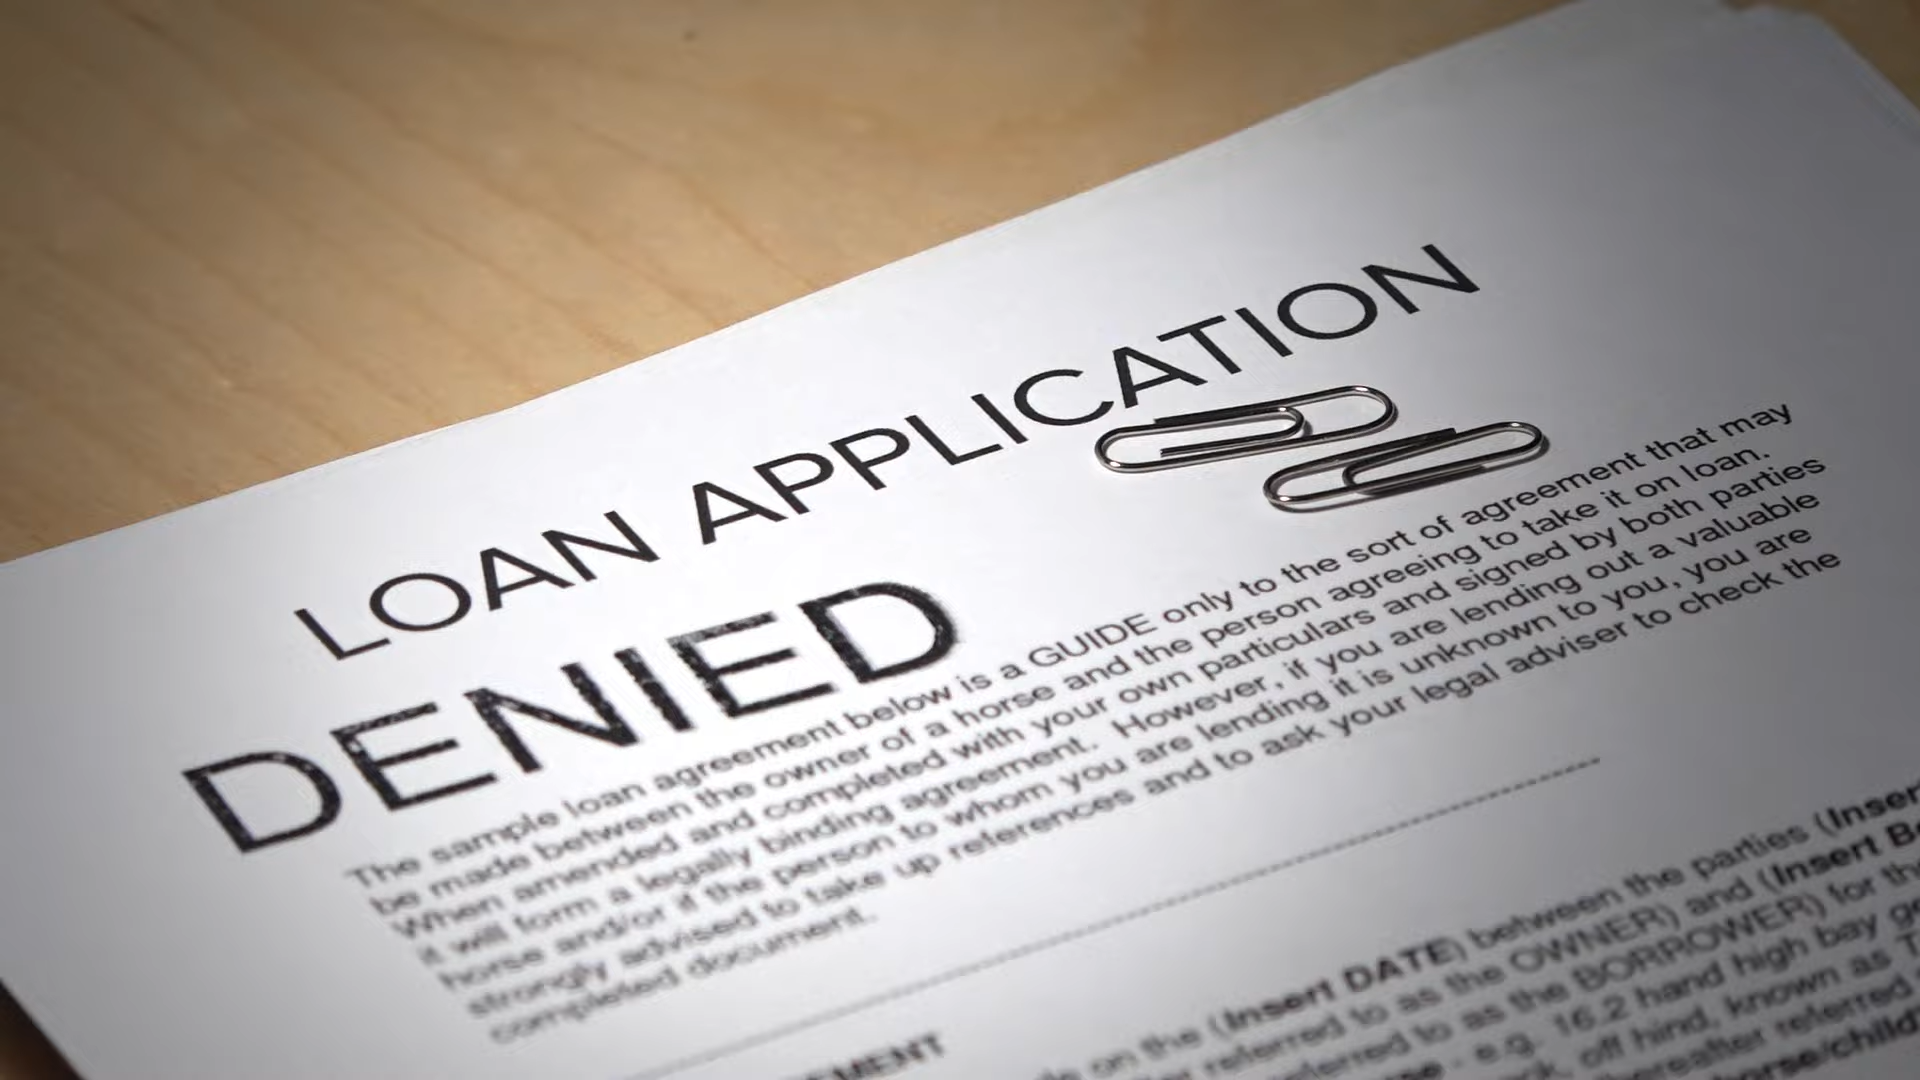 LOAN APPLICATION
DENIED
The sample loan agreement below is a GUIDE only to the sort of agreement that may
be made between the owner of a horse and the person agreeing to take it on loan.
When amended and completed with your own particulars and signed by both parties
it will form a legally binding agreement. However, if you are lending out a valuable
horse and/or if the person to whom you are lending it is unknown to you, you are
strongly advised to take up references and to ask your legal adviser to check the
completed document.
on the (Insert DATE) between the parties (Inser
referred to as the OWNER) and (Insert B
referred to as the BORROWER) for th
- e.g. 16.2 hand high bay ge
off hind, known as T
hereafter referred
horse/child